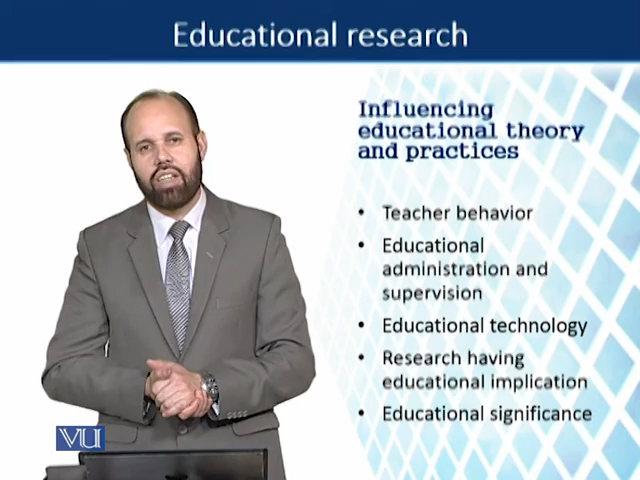 Educational research
Influencing
educational theory
and practices
• Teacher behavior
• Educational
administration and
supervision
• Educational technology
• Research having
educational implication
• Educational significance
VU